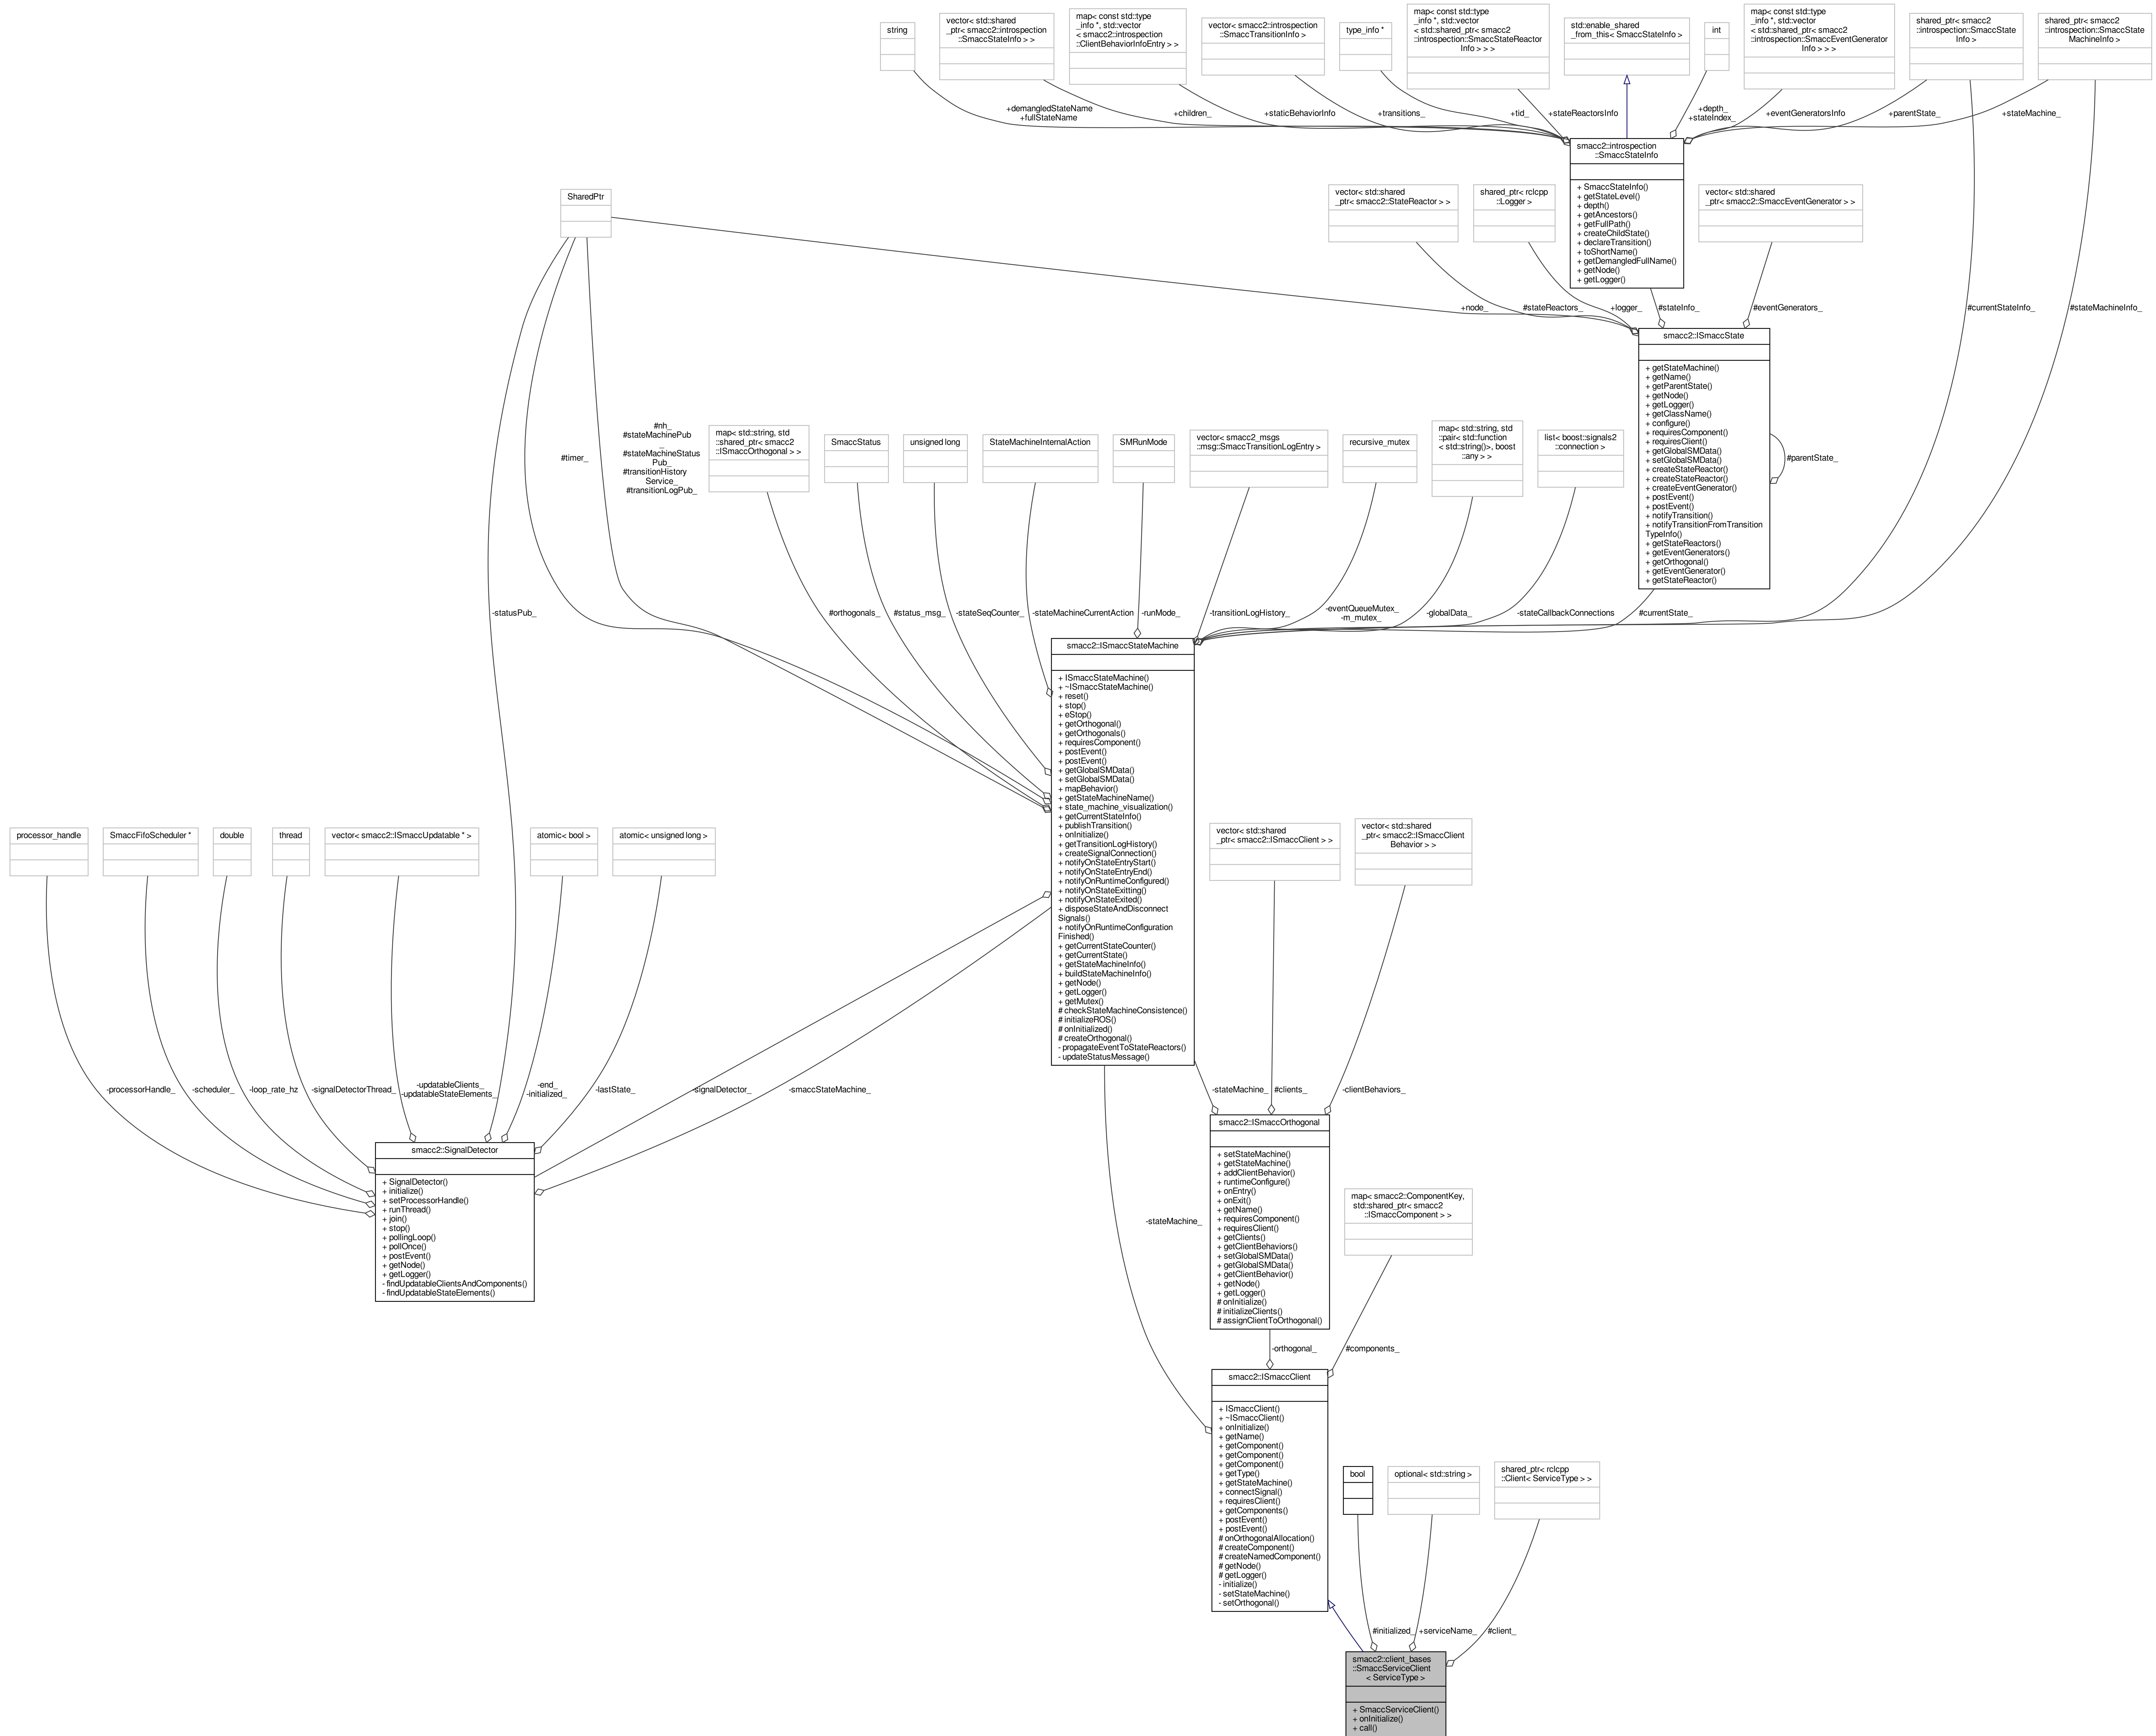 string
vector< std::shared
_ptr< smacc2::introspection
::SmaccStateInfo > >
map< const std::type
_info *, std::vector
< smacc2::introspection
::ClientBehaviorInfoEntry > >
vector< smacc2::introspection
::SmaccTransitionInfo >
type_info *
map< const std::type
_info *, std::vector
< std::shared_ptr< smacc2
::introspection::SmaccStateReactor
Info > > >
std::enable_shared
_from_this< SmaccStateInfo >
int
map< const std::type
_info *, std::vector
< std::shared_ptr< smacc2
::introspection::SmaccEventGenerator
Info > > >
shared_ptr< smacc2
::introspection::SmaccState
Info >
shared_ptr< smacc2
::introspection::SmaccState
MachineInfo >
+demangledStateName
+fullStateName
+children_
+staticBehaviorInfo
+transitions_
+tid_
+stateReactorsInfo
+depth_
+stateIndex_
+eventGeneratorsInfo
+parentState_
+stateMachine_
smacc2::introspection
::SmaccStateInfo
+ SmaccStateInfo()
+ getStateLevel()
+ depth()
+ getAncestors()
+ getFullPath()
+ createChildState()
+ declareTransition()
+ toShortName()
+ getDemangledFullName()
+ getNode()
+ getLogger()
SharedPtr
vector< std::shared
_ptr< smacc2::StateReactor > >
shared_ptr< rclcpp
::Logger >
vector< std::shared
_ptr< smacc2::SmaccEventGenerator > >
+node_
#stateReactors_
+logger_
#stateInfo_
#eventGenerators_
#currentStateInfo_
#stateMachineInfo_
smacc2::ISmaccState
+ getStateMachine()
+ getName()
+ getParentState()
+ getNode()
+ getLogger()
+ getClassName()
+ configure()
+ requiresComponent()
+ requiresClient()
+ getGlobalSMData()
+ setGlobalSMData()
+ createStateReactor()
+ createStateReactor()
+ createEventGenerator()
+ postEvent()
+ postEvent()
+ notifyTransition()
+ notifyTransitionFromTransition
TypeInfo()
+ getStateReactors()
+ getEventGenerators()
+ getOrthogonal()
+ getEventGenerator()
+ getStateReactor()
#parentState_
#timer_
#nh_
#stateMachinePub
_
#stateMachineStatus
Pub_
#transitionHistory
Service_
#transitionLogPub_
map< std::string, std
::shared_ptr< smacc2
::ISmaccOrthogonal > >
SmaccStatus
unsigned long
StateMachineInternalAction
SMRunMode
vector< smacc2_msgs
::msg::SmaccTransitionLogEntry >
recursive_mutex
map< std::string, std
::pair< std::function
< std::string()>, boost
::any > >
list< boost::signals2
::connection >
-statusPub_
#orthogonals_
#status_msg_
-stateSeqCounter_
-stateMachineCurrentAction
-runMode_
-transitionLogHistory_
-eventQueueMutex_
-m_mutex_
-globalData_
-stateCallbackConnections
#currentState_
smacc2::ISmaccStateMachine
+ ISmaccStateMachine()
+ ~ISmaccStateMachine()
+ reset()
+ stop()
+ eStop()
+ getOrthogonal()
+ getOrthogonals()
+ requiresComponent()
+ postEvent()
+ postEvent()
+ getGlobalSMData()
+ setGlobalSMData()
+ mapBehavior()
+ getStateMachineName()
+ state_machine_visualization()
+ getCurrentStateInfo()
+ publishTransition()
+ onInitialize()
+ getTransitionLogHistory()
+ createSignalConnection()
+ notifyOnStateEntryStart()
+ notifyOnStateEntryEnd()
+ notifyOnRuntimeConfigured()
+ notifyOnStateExitting()
+ notifyOnStateExited()
+ disposeStateAndDisconnect
Signals()
+ notifyOnRuntimeConfiguration
Finished()
+ getCurrentStateCounter()
+ getCurrentState()
+ getStateMachineInfo()
+ buildStateMachineInfo()
+ getNode()
+ getLogger()
+ getMutex()
# checkStateMachineConsistence()
# initializeROS()
# onInitialized()
# createOrthogonal()
- propagateEventToStateReactors()
- updateStatusMessage()
processor_handle
SmaccFifoScheduler *
double
thread
vector< smacc2::ISmaccUpdatable * >
atomic< bool >
atomic< unsigned long >
vector< std::shared
_ptr< smacc2::ISmaccClient > >
vector< std::shared
_ptr< smacc2::ISmaccClient
Behavior > >
-processorHandle_
-scheduler_
-loop_rate_hz
-signalDetectorThread_
-updatableClients_
-updatableStateElements_
-end_
-initialized_
-lastState_
-signalDetector_
-smaccStateMachine_
-stateMachine_
#clients_
-clientBehaviors_
smacc2::SignalDetector
+ SignalDetector()
+ initialize()
+ setProcessorHandle()
+ runThread()
+ join()
+ stop()
+ pollingLoop()
+ pollOnce()
+ postEvent()
+ getNode()
+ getLogger()
- findUpdatableClientsAndComponents()
- findUpdatableStateElements()
smacc2::ISmaccOrthogonal
+ setStateMachine()
+ getStateMachine()
+ addClientBehavior()
+ runtimeConfigure()
+ onEntry()
+ onExit()
+ getName()
+ requiresComponent()
+ requiresClient()
+ getClients()
+ getClientBehaviors()
+ setGlobalSMData()
+ getGlobalSMData()
+ getClientBehavior()
+ getNode()
+ getLogger()
# onInitialize()
# initializeClients()
# assignClientToOrthogonal()
map< smacc2::ComponentKey,
std::shared_ptr< smacc2
::ISmaccComponent > >
-stateMachine_
-orthogonal_
#components_
smacc2::ISmaccClient
+ ISmaccClient()
+ ~ISmaccClient()
+ onInitialize()
+ getName()
+ getComponent()
+ getComponent()
+ getComponent()
+ getType()
+ getStateMachine()
+ connectSignal()
+ requiresClient()
+ getComponents()
+ postEvent()
+ postEvent()
# onOrthogonalAllocation()
# createComponent()
# createNamedComponent()
# getNode()
# getLogger()
- initialize()
- setStateMachine()
- setOrthogonal()
bool
optional< std::string >
shared_ptr< rclcpp
::Client< ServiceType > >
#initialized_
+serviceName_
#client_
smacc2::client_bases
::SmaccServiceClient
< ServiceType >
+ SmaccServiceClient()
+ onInitialize()
+ call()